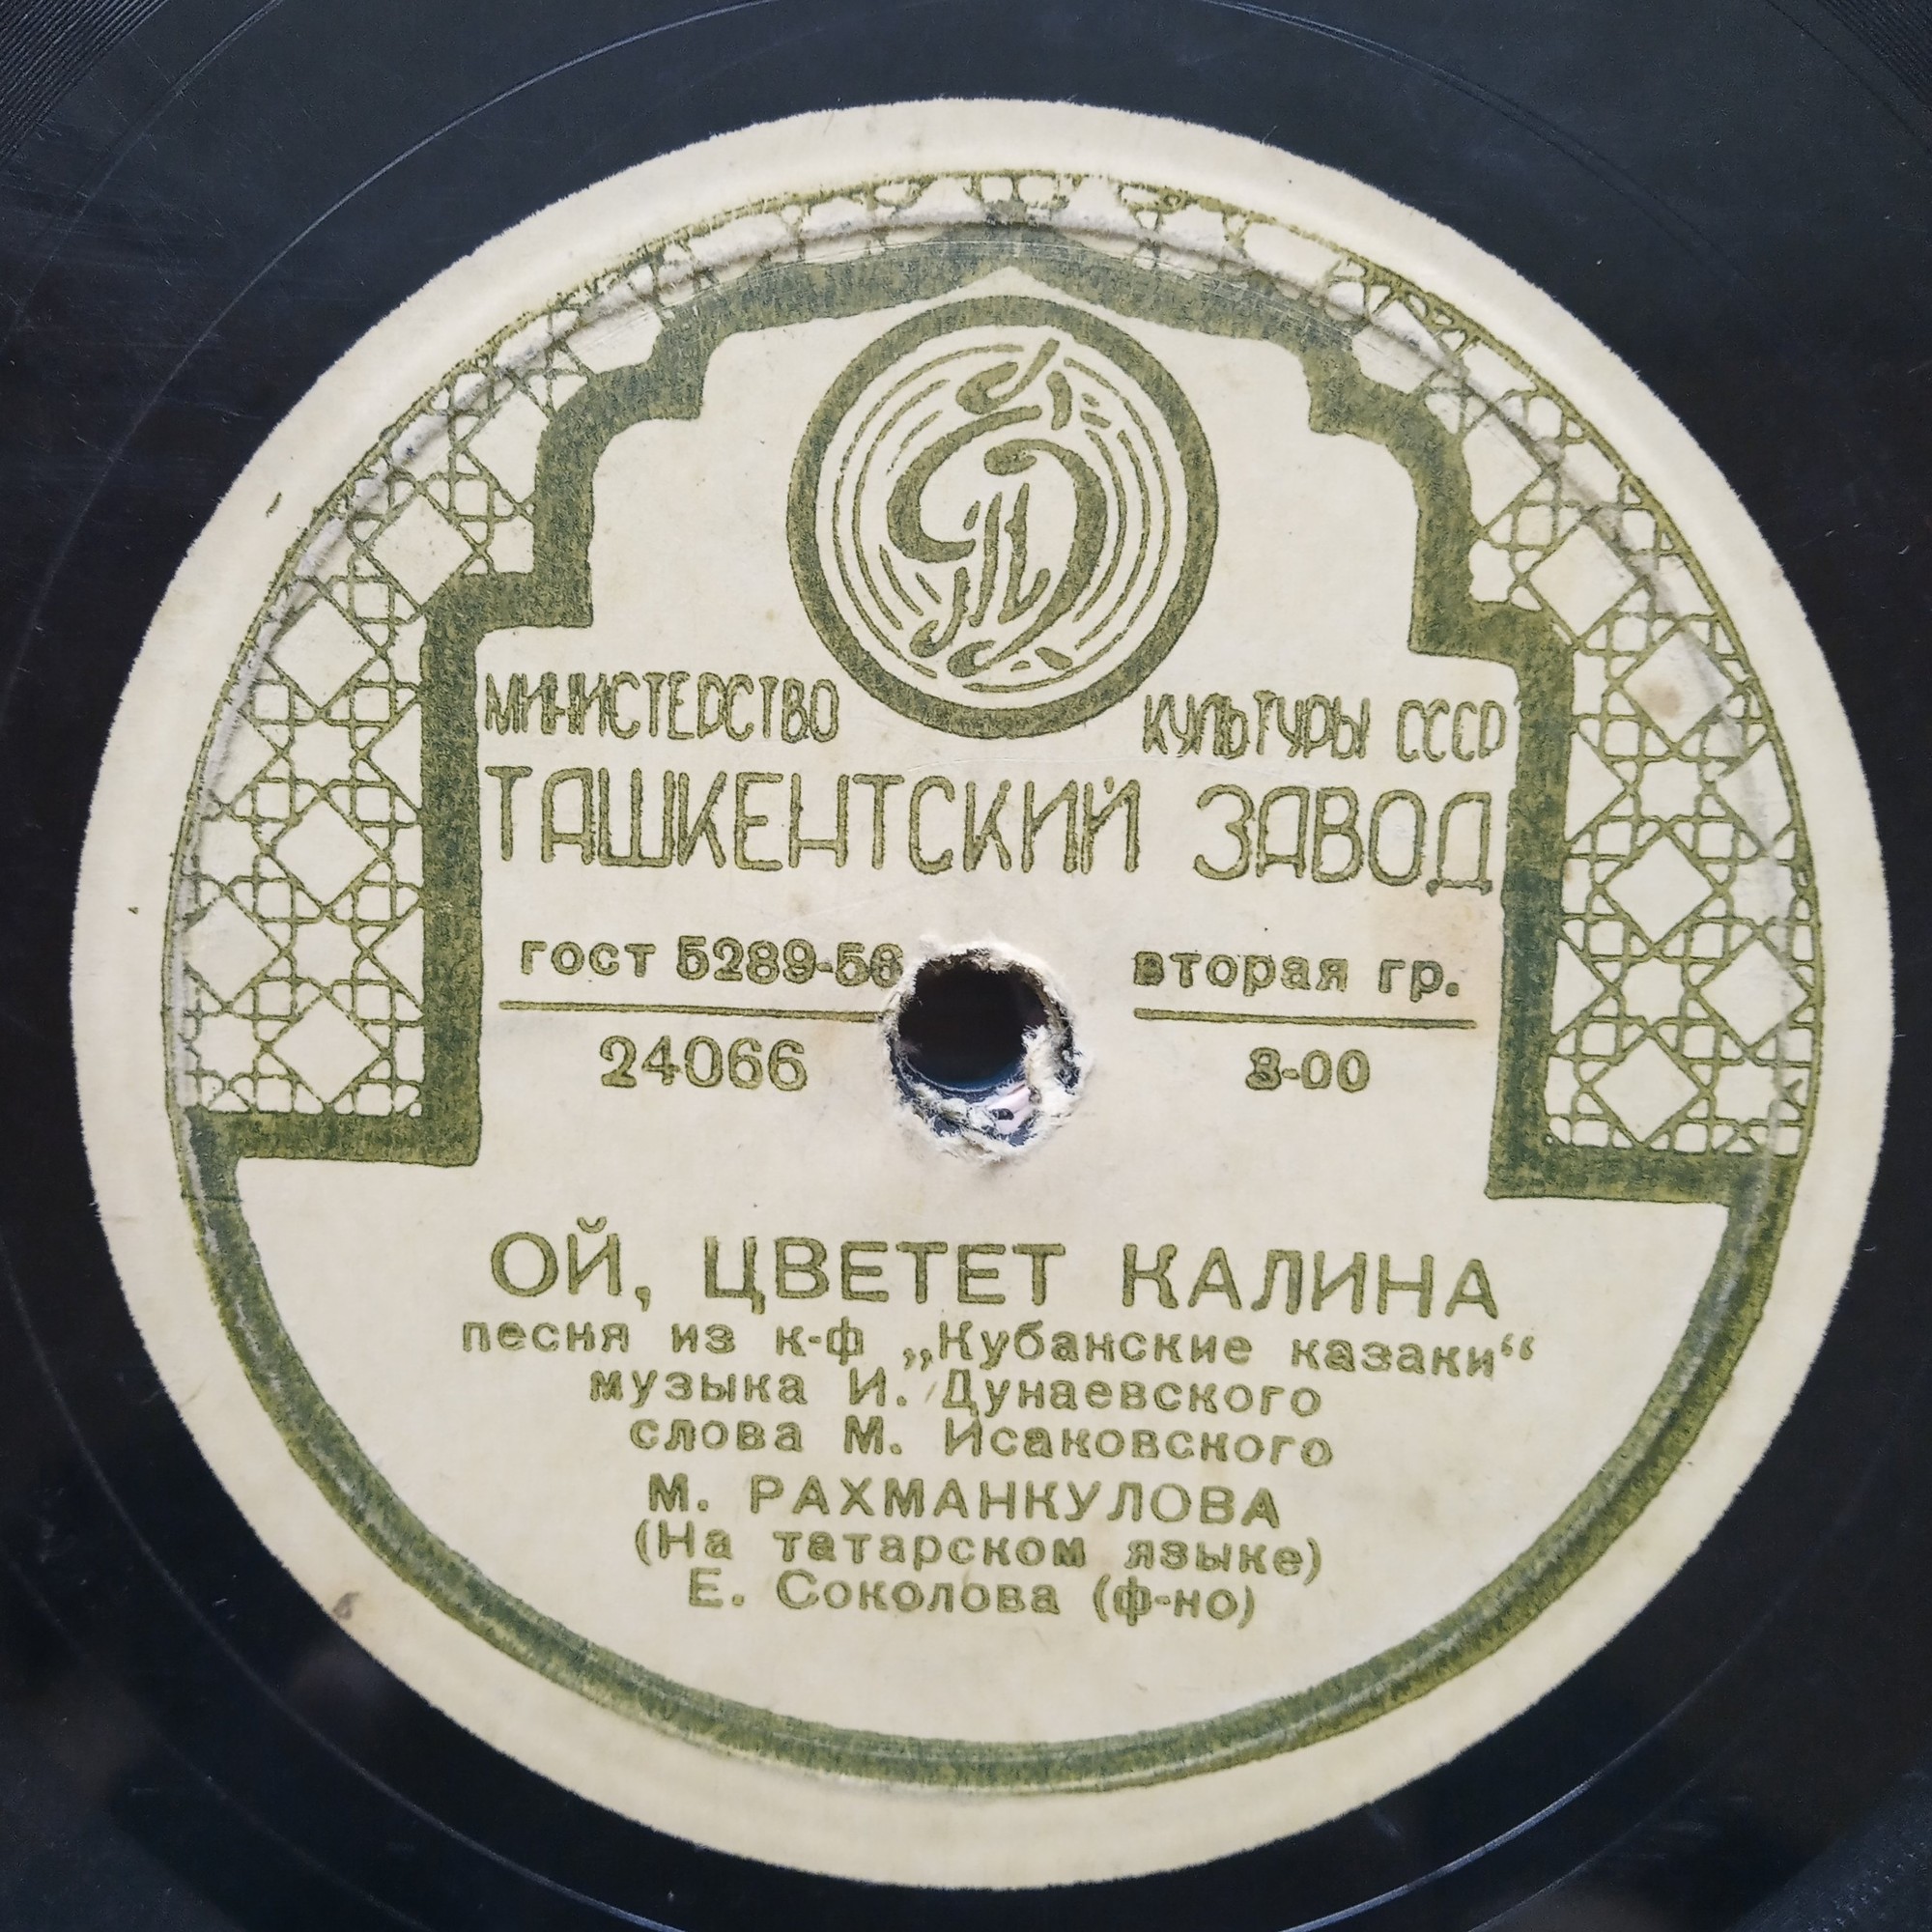 МИНИСТЕРСТВО КУЛЬТУРЫ СССР
ТАШКЕНТСКИЙ ЗАВОД
гост 5289-56 вторая гр.
24066 8-00
ОЙ, ЦВЕТЕТ КАЛИНА
песня из к-ф „Кубанские казаки“
музыка И. Дунаевского
слова М. Исаковского
М. РАХМАНКУЛОВА
(На татарском языке)
Е. Соколова (ф-но)